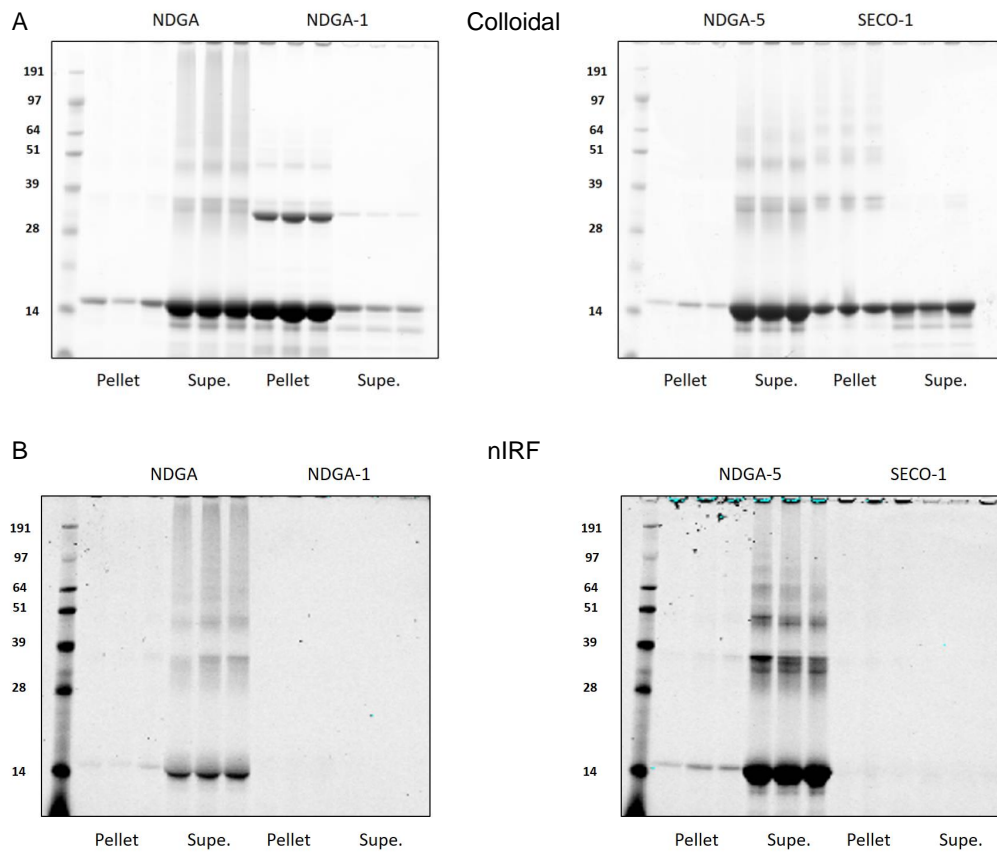 A
NDGA NDGA-1
Colloidal
NDGA-5 SECO-1
191
97
64
51
39
28
14
191
97
64
51
39
28
14
Pellet Supe. Pellet Supe.
Pellet Supe. Pellet Supe.
B
NDGA NDGA-1
nIRF
NDGA-5 SECO-1
191
97
64
51
39
28
14
191
97
64
51
39
28
14
Pellet Supe. Pellet Supe.
Pellet Supe. Pellet Supe.